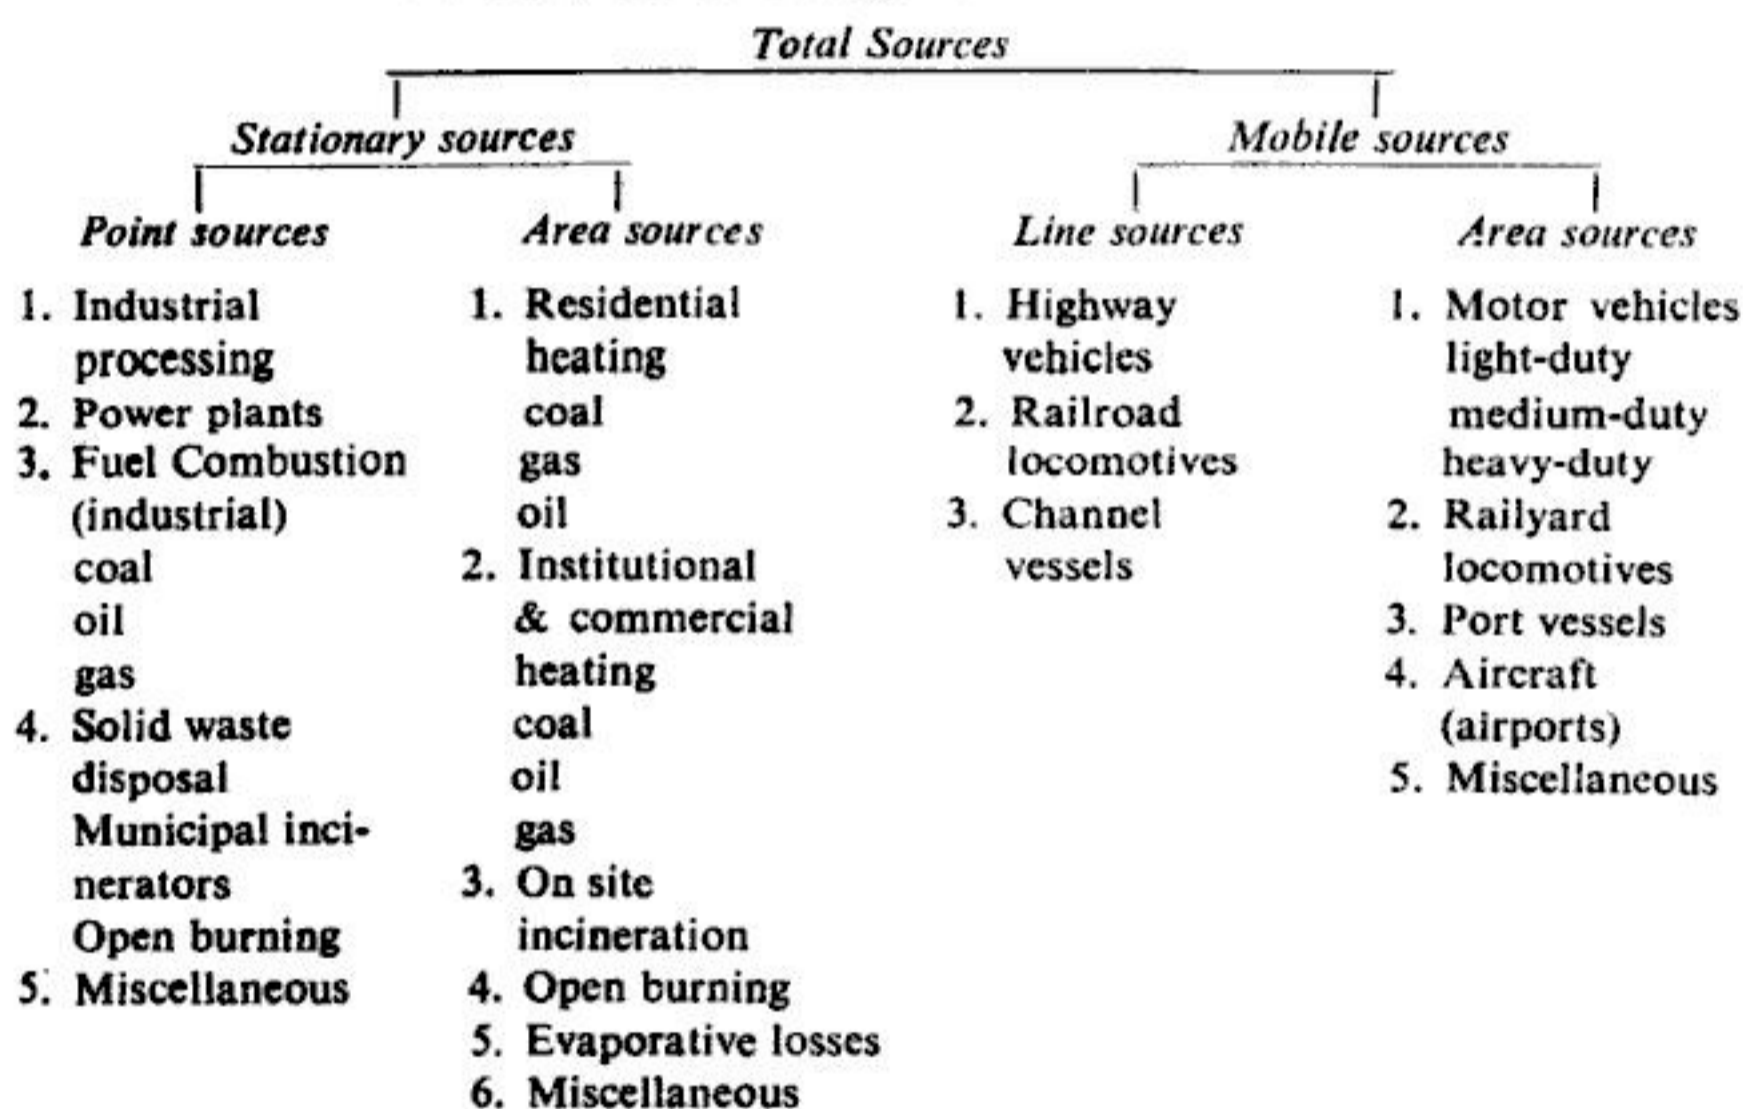 Total Sources
Stationary sources
Mobile sources
Point sources
Area sources
Line sources
Area sources
1. Industrial
processing
2. Power plants
3. Fuel Combustion
(industrial)
coal
oil
gas
4. Solid waste
disposal
Municipal inci-
nerators
Open burning
5. Miscellaneous
1. Residential
heating
coal
gas
oil
2. Institutional
& commercial
heating
coal
oil
gas
3. On site
incineration
4. Open burning
5. Evaporative losses
6. Miscellaneous
1. Highway
vehicles
2. Railroad
locomotives
3. Channel
vessels
1. Motor vehicles
light-duty
medium-duty
heavy-duty
2. Railyard
locomotives
3. Port vessels
4. Aircraft
(airports)
5. Miscellaneous